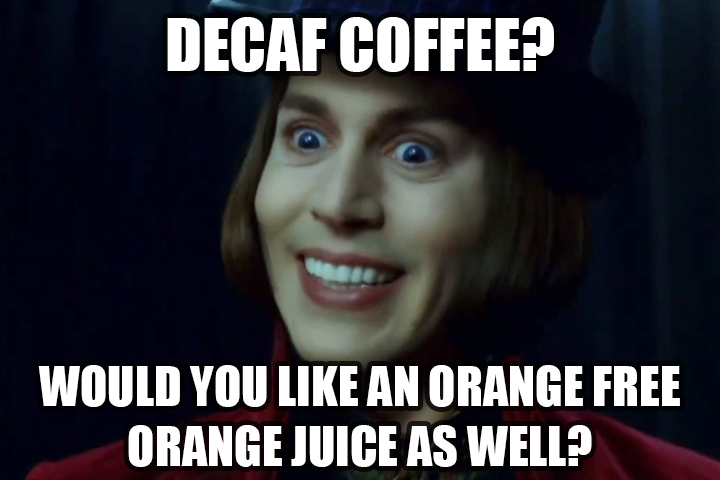 DECAF COFFEE?
WOULD YOU LIKE AN ORANGE FREE
ORANGE JUICE AS WELL?